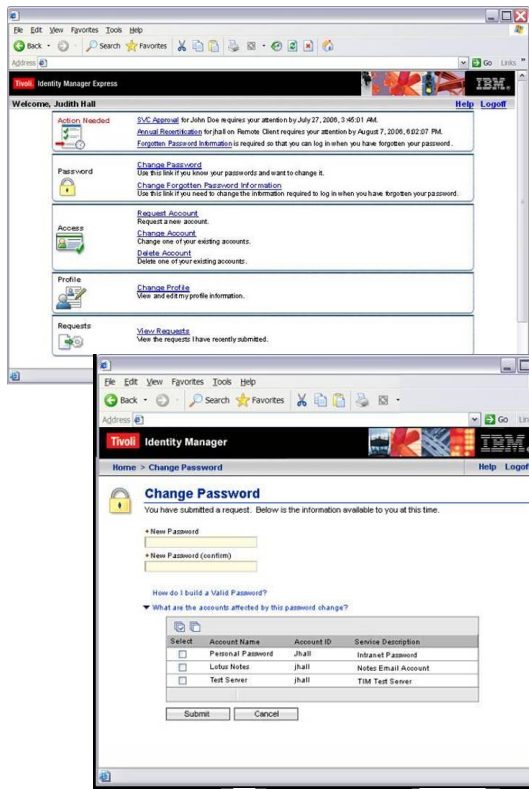 File Edit View Favorites Tools Help
Back Search Favorites
Address Go Links »
Tivoli Identity Manager Express IBM.
Welcome, Judith Hall Help Logoff
Action Needed
SVC Approval for John Doe requires your attention by July 27, 2006, 3:45:01 AM.
Annual Recertification for jhall on Remote Client requires your attention by August 7, 2006, 6:02:07 PM.
Forgotten Password Information is required so that you can log in when you have forgotten your password.
Password
Change Password
Use this link if you know your passwords and want to change it.
Change Forgotten Password Information
Use this link if you need to change the information required to log in when you have forgotten your password.
Access
Request Account
Request a new account.
Change Account
Change one of your existing accounts.
Delete Account
Delete one of your existing accounts.
Profile
Change Profile
View and edit my profile information.
Requests
View Requests
View the requests I have recently submitted.
File Edit View Favorites Tools Help
Back Search Favorites
Address Go
Tivoli Identity Manager IBM.
Home > Change Password Help Logoff
Change Password
You have submitted a request. Below is the information available to you at this time.
*New Password
*New Password (confirm)
How do I build a Valid Password?
What are the accounts affected by this password change?
Select Account Name Account ID Service Description
Personal Password Jhall Intranet Password
Lotus Notes jhall Notes Email Account
Test Server jhall TIM Test Server
Submit Cancel